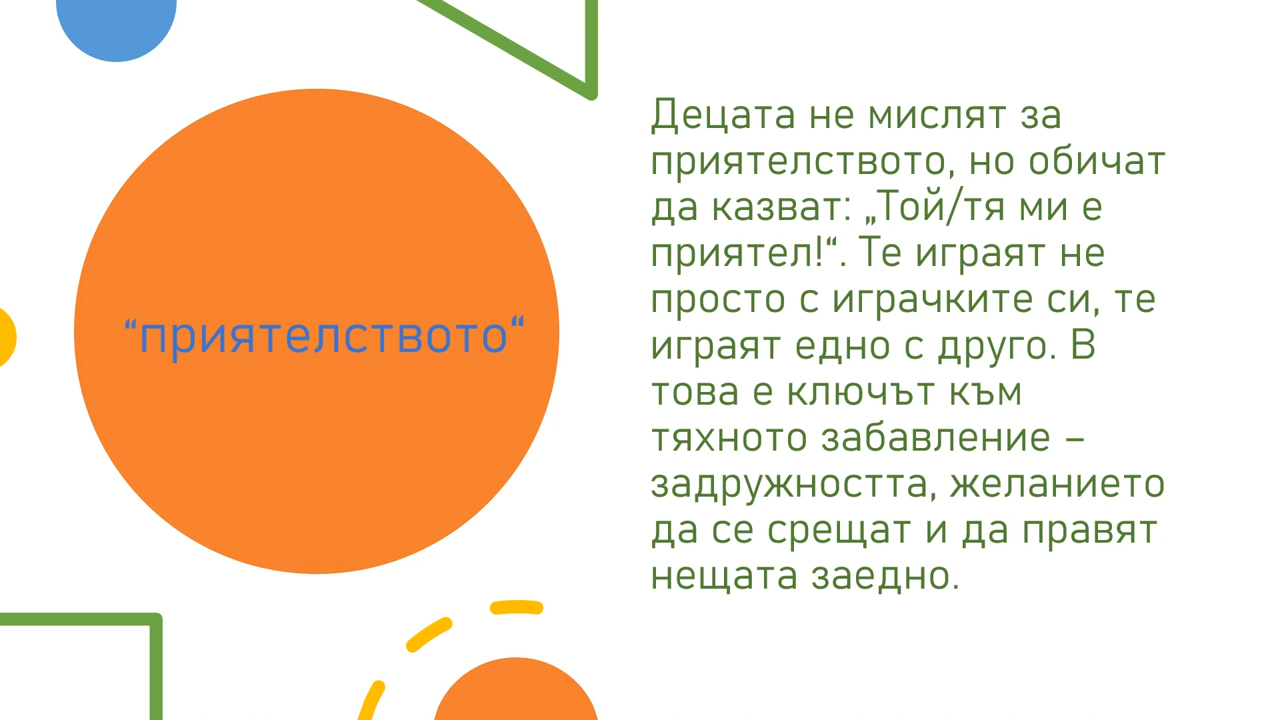 “приятелството“
Децата не мислят за
приятелството, но обичат
да казват: „Той/тя ми е
приятел!“. Те играят не
просто с играчките си, те
играят едно с друго. В
това е ключът към
тяхното забавление –
задружността, желанието
да се срещат и да правят
нещата заедно.